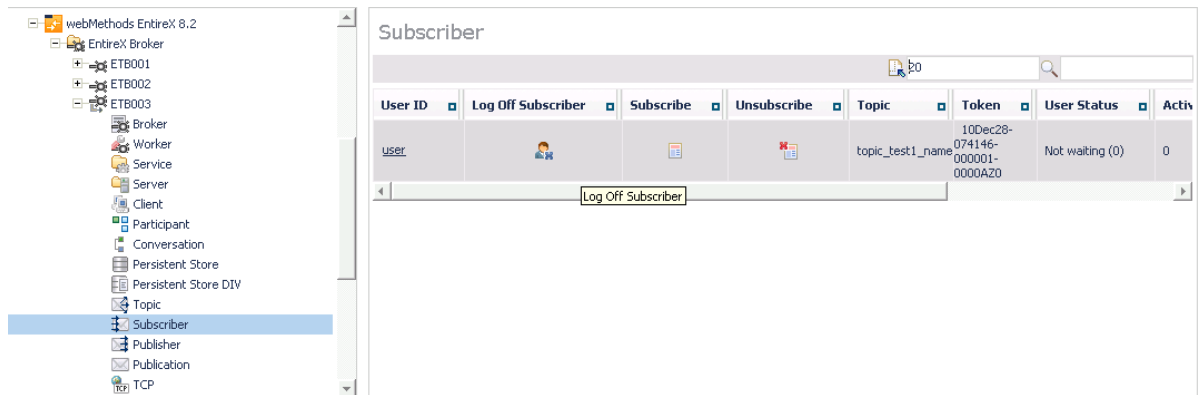 webMethods EntireX 8.2
EntireX Broker
ETB001
ETB002
ETB003
Broker
Worker
Service
Server
Client
Participant
Conversation
Persistent Store
Persistent Store DIV
Topic
Subscriber
Publisher
Publication
TCP
Subscriber
20
User ID Log Off Subscriber Subscribe Unsubscribe Topic Token User Status Activ
user topic_test1_name 10Dec28-
074146-
000001-
0000AZ0 Not waiting (0) 0
Log Off Subscriber